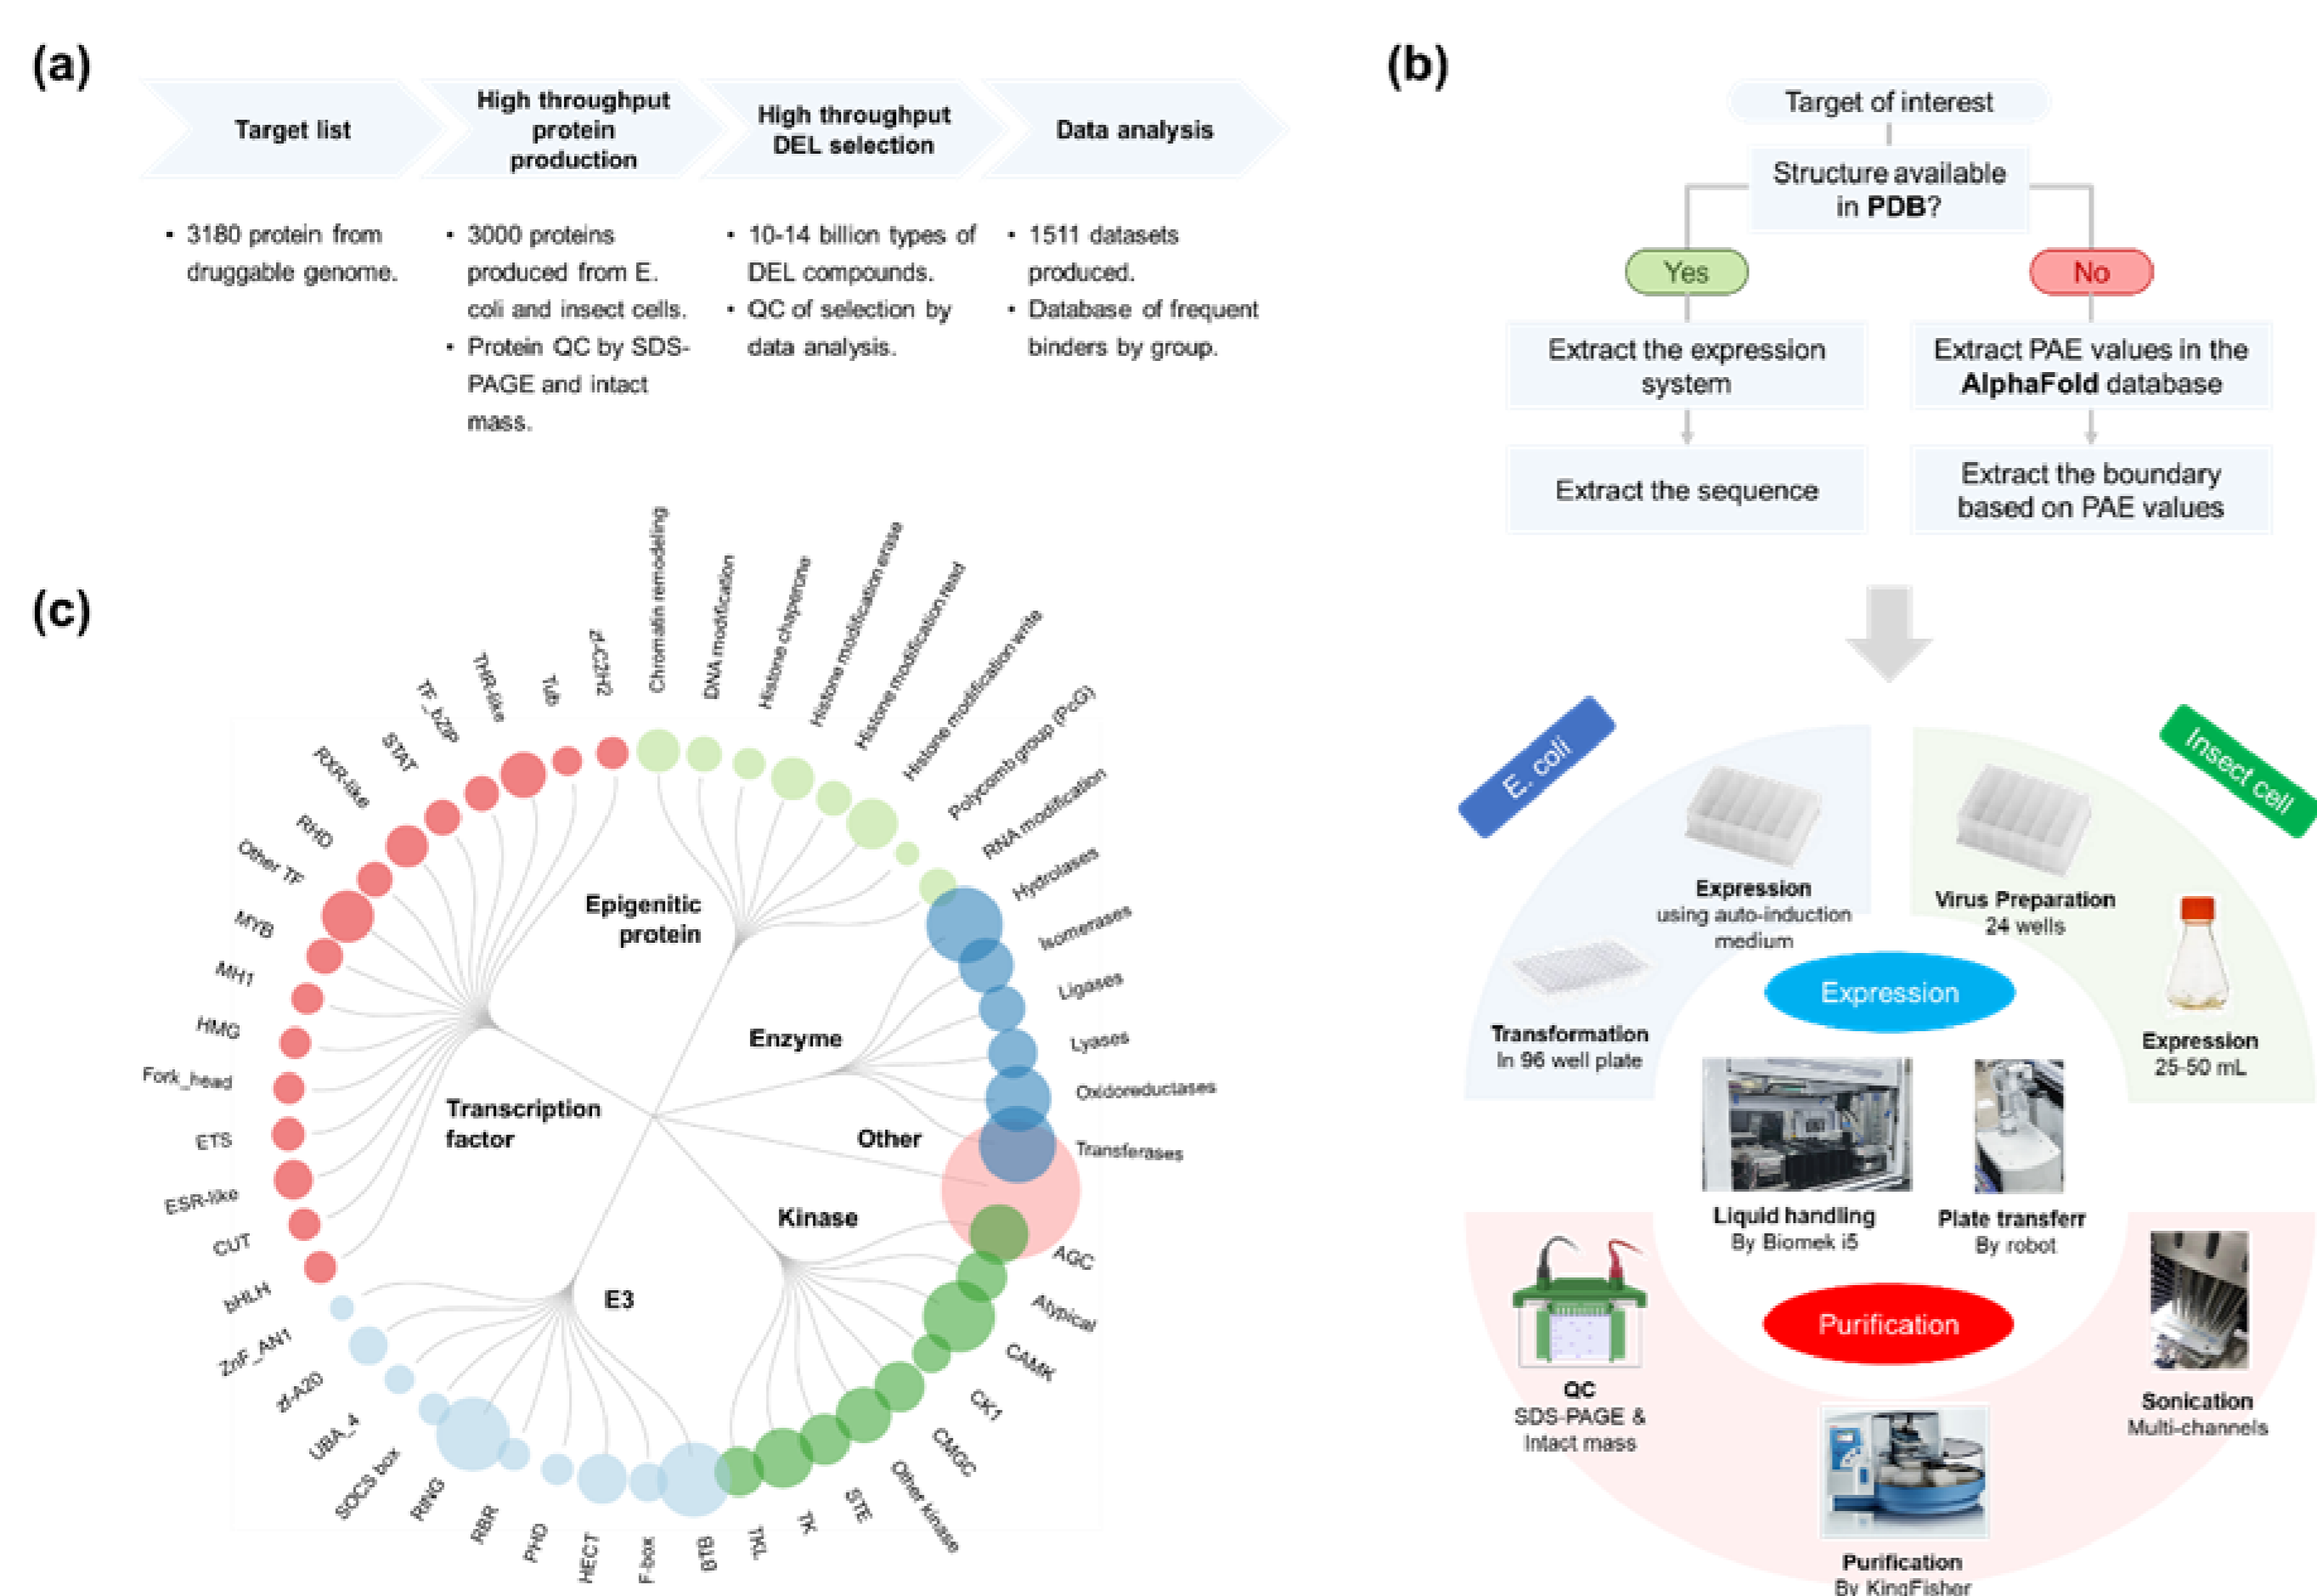 (a)
Target list
High throughput
protein
production
High throughput
DEL selection
Data analysis
• 3180 protein from
druggable genome.
• 3000 proteins
produced from E.
coli and insect cells.
• Protein QC by SDS-
PAGE and intact
mass.
• 10-14 billion types of
DEL compounds.
• QC of selection by
data analysis.
• 1511 datasets
produced.
• Database of frequent
binders by group.
(b)
Target of interest
Structure available
in PDB?
Yes
No
Extract the expression
system
Extract PAE values in the
AlphaFold database
Extract the sequence
Extract the boundary
based on PAE values
E. coli
Insect cell
Expression
using auto-induction
medium
Virus Preparation
24 wells
Transformation
In 96 well plate
Expression
Expression
25-50 mL
Liquid handling
By Biomek i5
Plate transferr
By robot
Purification
QC
SDS-PAGE &
Intact mass
Sonication
Multi-channels
Purification
By KingFisher
(c)
Chromatin remodeling
DNA modification
Histone chaperone
Histone modification erase
Histone modification read
Histone modification write
Polycomb group (PcG)
RNA modification
Hydrolases
Isomerases
Ligases
Lyases
Oxidoreductases
Transferases
AGC
Atypical
CAMK
CK1
CMGC
Other kinase
STE
TK
TKL
BTB
F-box
HECT
PHD
RBR
RING
SOCS box
UBA_4
zf-A20
ZnF_AN1
bHLH
CUT
ESR-like
ETS
Fork_head
HMG
MH1
MYB
Other TF
RHD
RXR-like
STAT
TF_bZIP
THR-like
Tub
zf-C2H2
Epigenitic
protein
Enzyme
Other
Kinase
E3
Transcription
factor